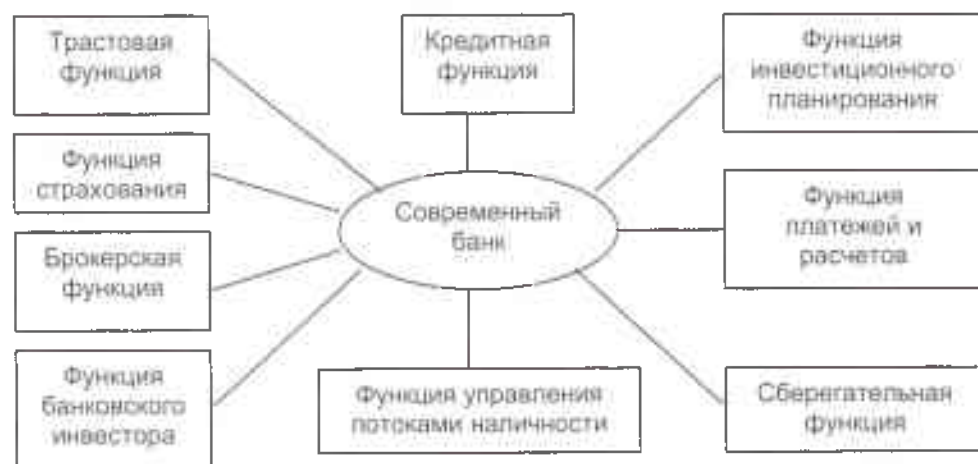 Трастовая
функция
Кредитная
функция
Функция
инвестиционного
планирования
Функция
страхования
Современный
банк
Функция
платежей и
расчетов
Брокерская
функция
Функция
банковского
инвестора
Функция управления
потоками наличности
Сберегательная
функция